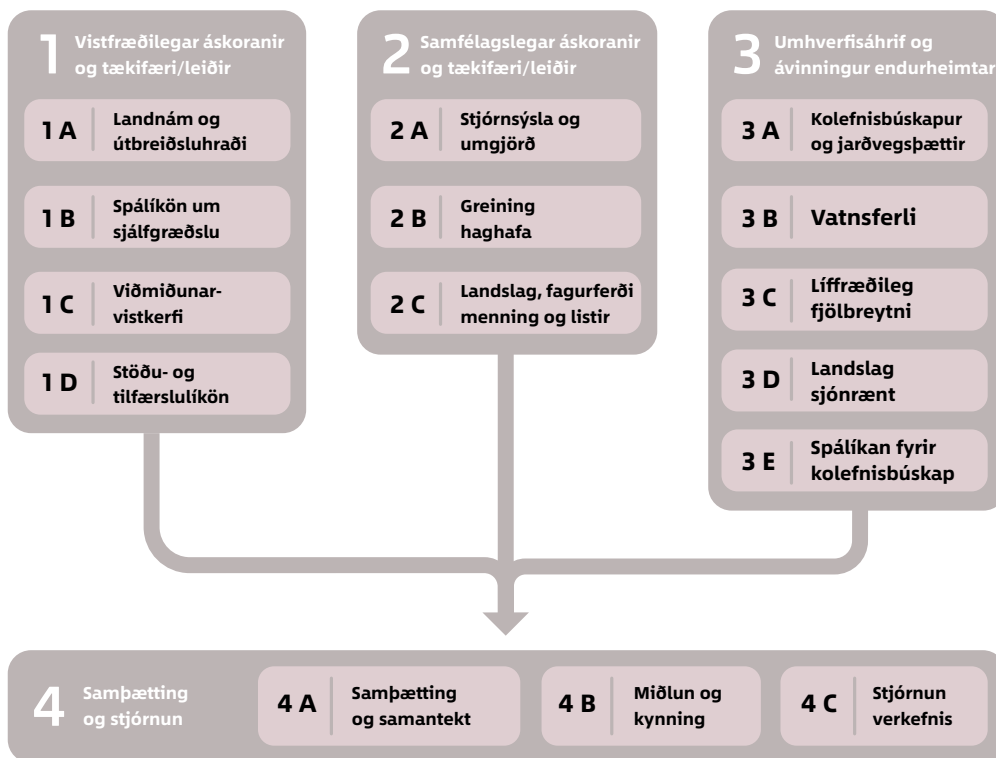 1
Vistfræðilegar áskoranir
og tækifæri/leiðir
1 A
Landnám og
útbreiðsluhraði
1 B
Spálíkön um
sjálfgræðslu
1 C
Viðmiðunar-
vistkerfi
1 D
Stöðu- og
tilfærslulíkön
2
Samfélagslegar áskoranir
og tækifæri/leiðir
2 A
Stjórnsýsla og
umgjörð
2 B
Greining
haghafa
2 C
Landslag, fagurferði
menning og listir
3
Umhverfisáhrif og
ávinningur endurheimtar
3 A
Kolefnisbúskapur
og jarðvegsþættir
3 B
Vatnsferli
3 C
Líffræðileg
fjölbreytni
3 D
Landslag
sjónrænt
3 E
Spálíkan fyrir
kolefnisbúskap
4
Samþætting
og stjórnun
4 A
Samþætting
og samantekt
4 B
Miðlun og
kynning
4 C
Stjórnun
verkefnis